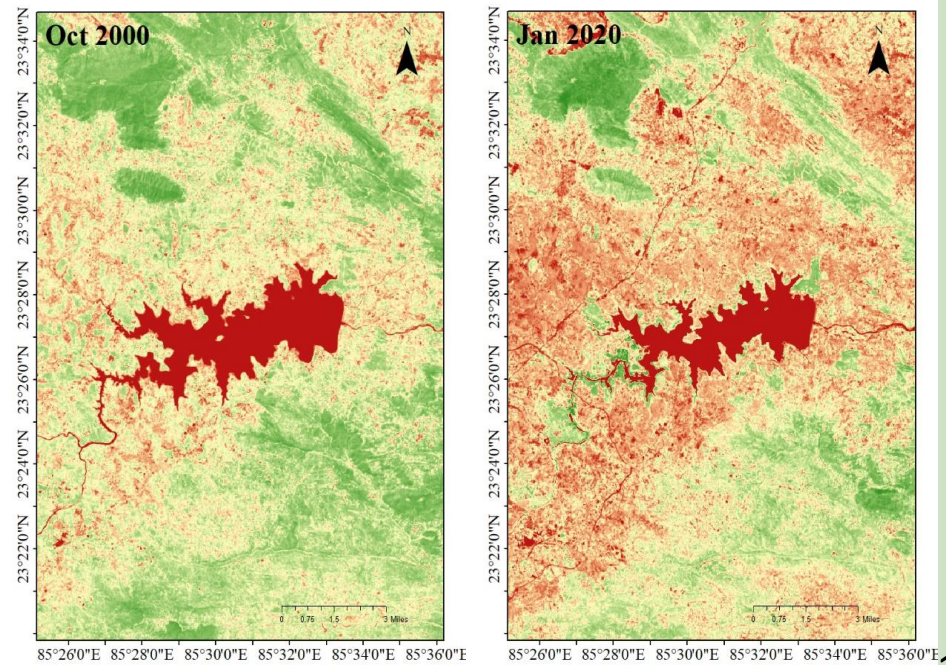 Oct 2000
N
23°34'0"N
23°32'0"N
23°30'0"N
23°28'0"N
23°26'0"N
23°24'0"N
23°22'0"N
0 0.75 1.5 3 Miles
85°26'0"E 85°28'0"E 85°30'0"E 85°32'0"E 85°34'0"E 85°36'0"E
Jan 2020
N
23°34'0"N
23°32'0"N
23°30'0"N
23°28'0"N
23°26'0"N
23°24'0"N
23°22'0"N
0 0.75 1.5 3 Miles
85°26'0"E 85°28'0"E 85°30'0"E 85°32'0"E 85°34'0"E 85°36'0"E